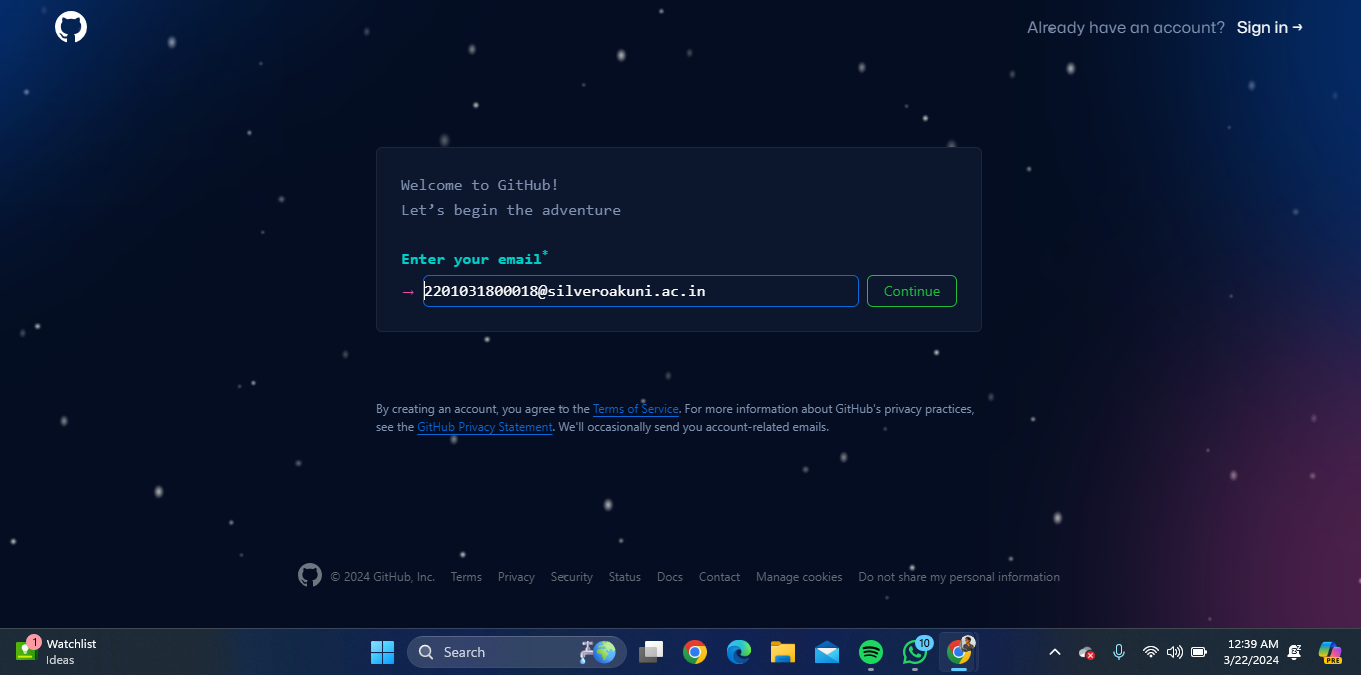 Already have an account? Sign in →
Welcome to GitHub!
Let’s begin the adventure
Enter your email*
→ 2201031800018@silveroakuni.ac.in Continue
By creating an account, you agree to the Terms of Service. For more information about GitHub's privacy practices,
see the GitHub Privacy Statement. We'll occasionally send you account-related emails.
© 2024 GitHub, Inc. Terms Privacy Security Status Docs Contact Manage cookies Do not share my personal information
1
Watchlist
Ideas
Search
10
12:39 AM
3/22/2024
PRE